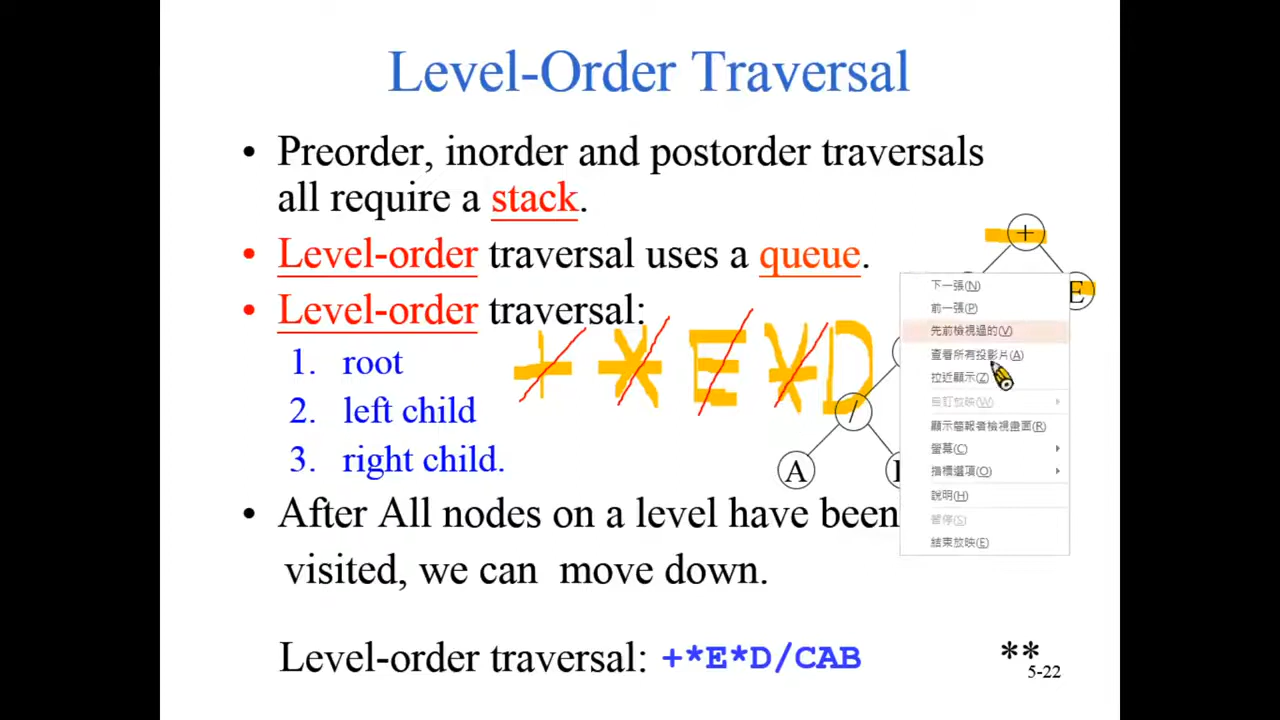 Level-Order Traversal
• Preorder, inorder and postorder traversals
all require a stack.
• Level-order traversal uses a queue.
• Level-order traversal:
1. root
2. left child
3. right child.
+ * E * D
• After All nodes on a level have been
visited, we can move down.
Level-order traversal: +*E*D/CAB
+
E
/
A
下一張(N)
前一張(P)
先前檢視過的(V)
查看所有投影片(A)
拉近顯示(Z)
自訂放映(W)
顯示簡報者檢視畫面(R)
螢幕(C)
指標選項(O)
說明(H)
暫停(S)
結束放映(E)
**
5-22